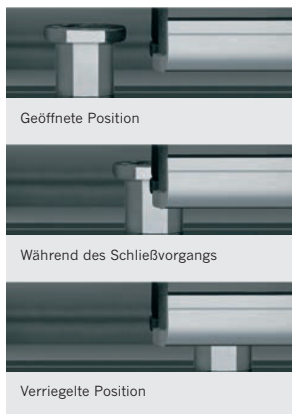 Geöffnete Position
Während des Schließvorgangs
Verriegelte Position